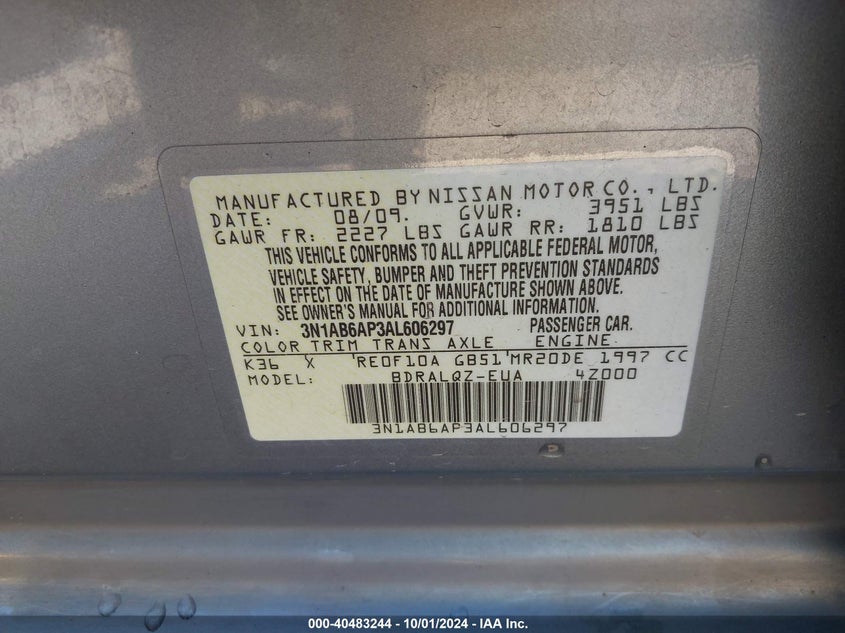 MANUFACTURED BY NISSAN MOTOR CO., LTD.
DATE: 08/09. GVWR: 3951 LBS
GAWR FR: 2227 LBS GAWR RR: 1810 LBS
THIS VEHICLE CONFORMS TO ALL APPLICABLE FEDERAL MOTOR,
VEHICLE SAFETY, BUMPER AND THEFT PREVENTION STANDARDS
IN EFFECT ON THE DATE OF MANUFACTURE SHOWN ABOVE.
SEE OWNER'S MANUAL FOR ADDITIONAL INFORMATION.
VIN: 3N1AB6AP3AL606297 PASSENGER CAR.
COLOR TRIM TRANS AXLE ENGINE
K36 X RE0F10A GB51 MR20DE 1997 CC
MODEL: BDRALQZ-EUA 4Z000
3N1AB6AP3AL606297
P
000-40483244 - 10/01/2024 - IAA Inc.